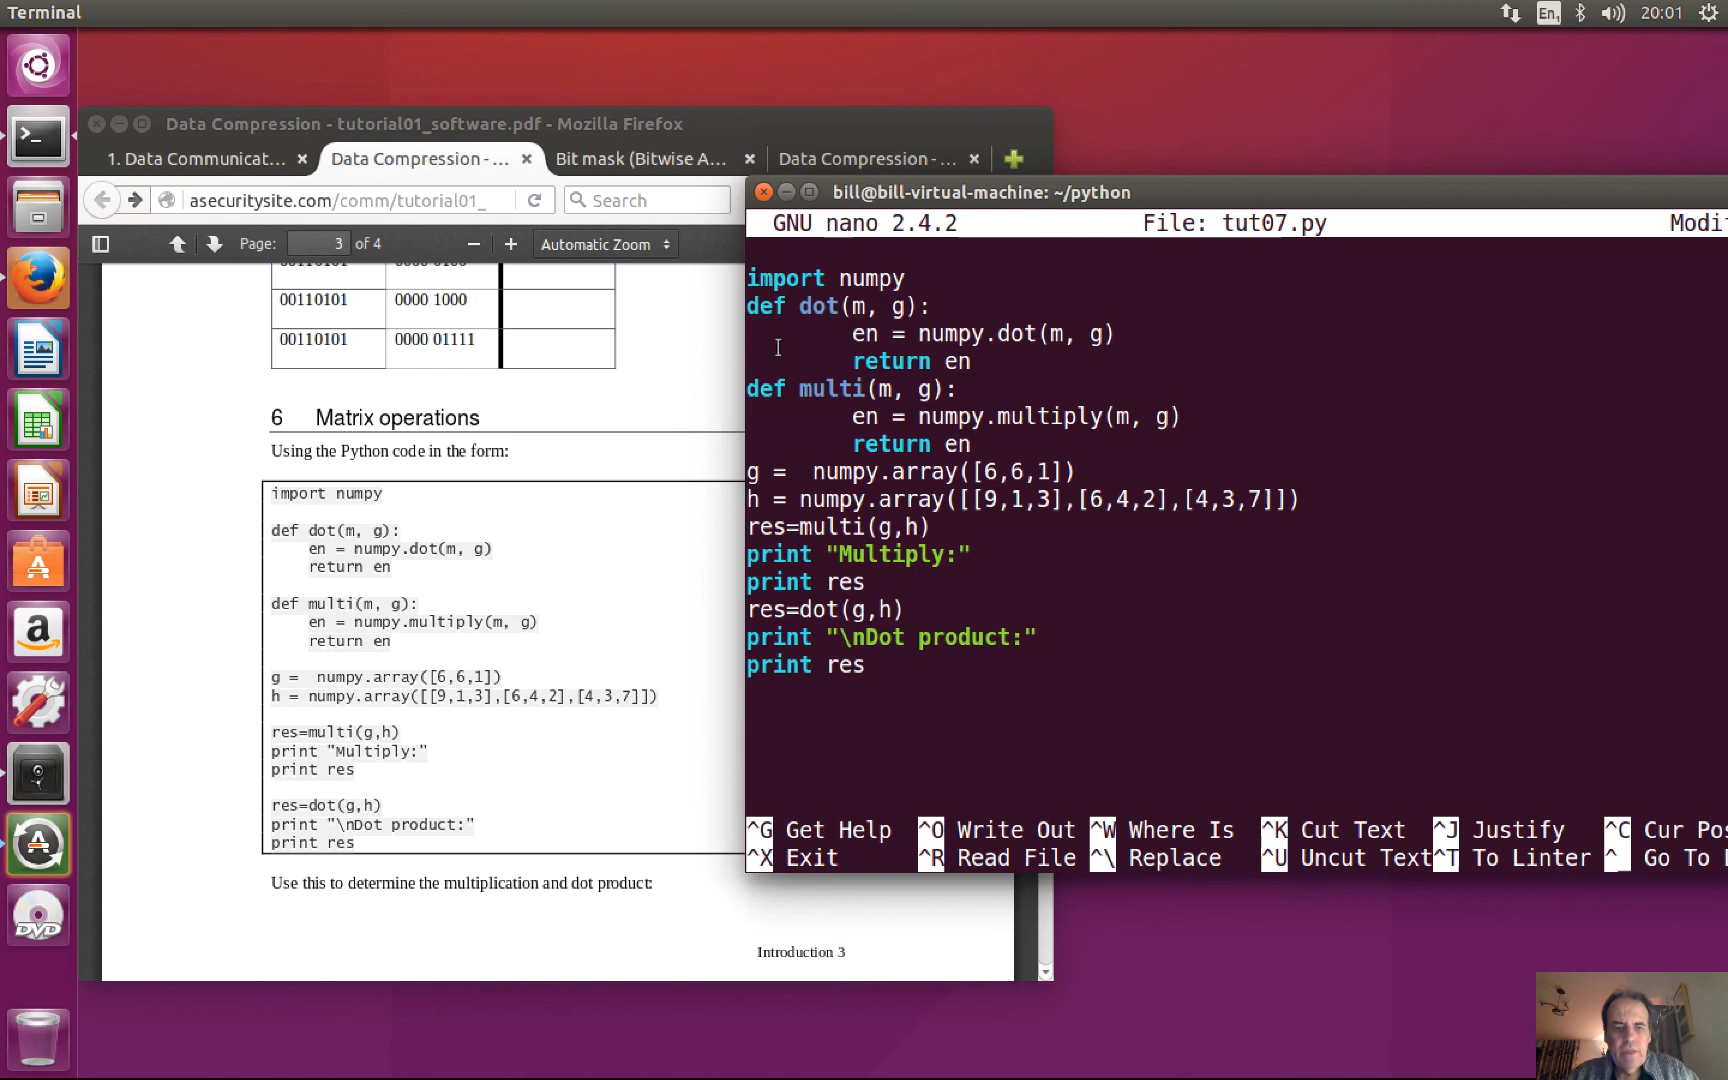 Terminal
En1
20:01
Data Compression - tutorial01_software.pdf - Mozilla Firefox
1. Data Communicat...
Data Compression - ...
Bit mask (Bitwise A...
Data Compression - ...
asecuritysite.com/comm/tutorial01_
Search
Page: 3 of 4
Automatic Zoom
00110101 0000 1000
00110101 0000 01111
6 Matrix operations
Using the Python code in the form:
import numpy
def dot(m, g):
en = numpy.dot(m, g)
return en
def multi(m, g):
en = numpy.multiply(m, g)
return en
g = numpy.array([6,6,1])
h = numpy.array([[9,1,3],[6,4,2],[4,3,7]])
res=multi(g,h)
print "Multiply:"
print res
res=dot(g,h)
print "\nDot product:"
print res
Use this to determine the multiplication and dot product:
Introduction 3
bill@bill-virtual-machine: ~/python
GNU nano 2.4.2 File: tut07.py Modi
import numpy
def dot(m, g):
en = numpy.dot(m, g)
return en
def multi(m, g):
en = numpy.multiply(m, g)
return en
g = numpy.array([6,6,1])
h = numpy.array([[9,1,3],[6,4,2],[4,3,7]])
res=multi(g,h)
print "Multiply:"
print res
res=dot(g,h)
print "\nDot product:"
print res
^G Get Help ^O Write Out ^W Where Is ^K Cut Text ^J Justify ^C Cur Po
^X Exit ^R Read File ^\ Replace ^U Uncut Text ^T To Linter ^_ Go To
DVD